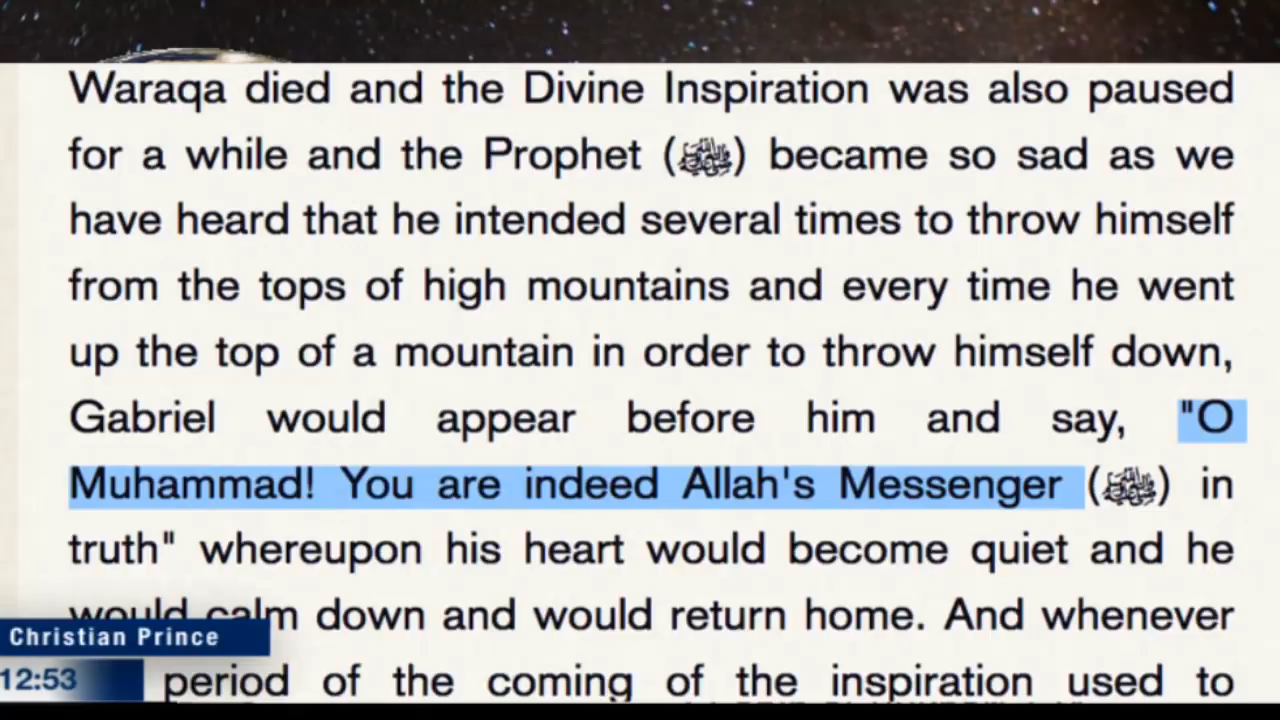 Waraqa died and the Divine Inspiration was also paused
for a while and the Prophet (ﷺ) became so sad as we
have heard that he intended several times to throw himself
from the tops of high mountains and every time he went
up the top of a mountain in order to throw himself down,
Gabriel would appear before him and say, "O
Muhammad! You are indeed Allah's Messenger (ﷺ) in
truth" whereupon his heart would become quiet and he
would calm down and would return home. And whenever
Christian Prince
12:53
period of the coming of the inspiration used to